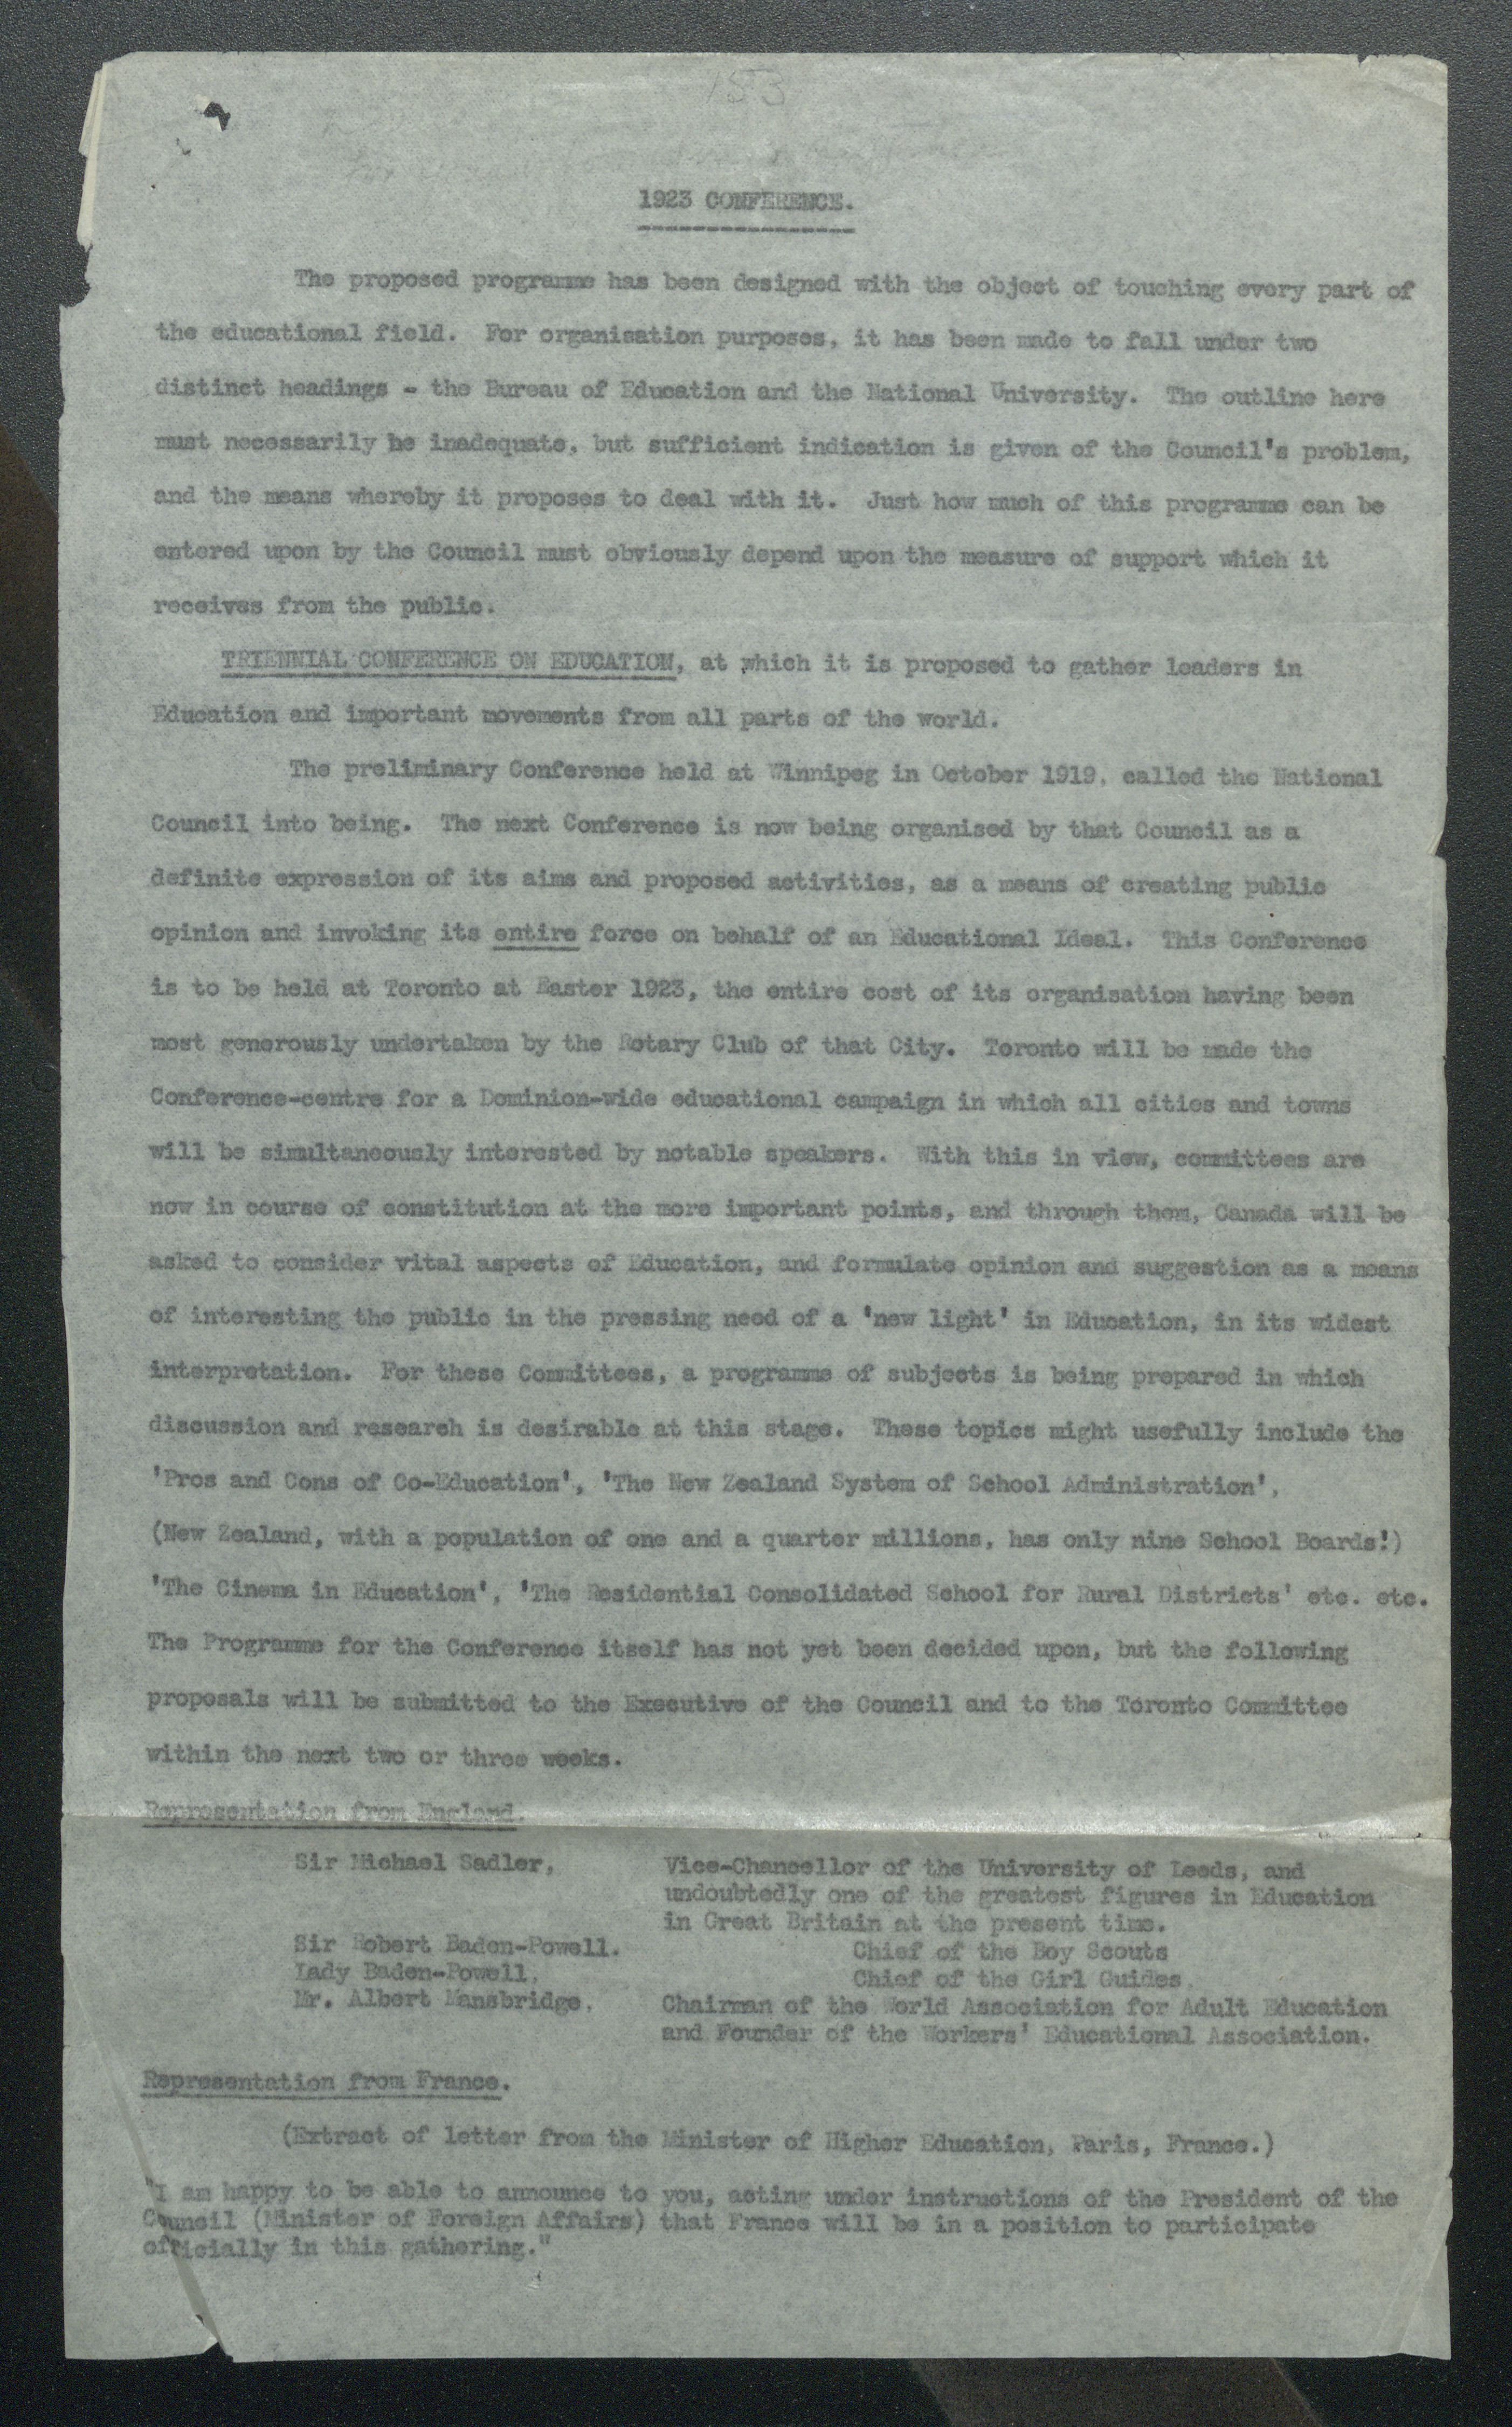 153
1923 CONFERENCE.
The proposed programme has been designed with the object of touching every part of
the educational field. For organisation purposes, it has been made to fall under two
distinct headings - the Bureau of Education and the National University. The outline here
must necessarily be inadequate, but sufficient indication is given of the Council's problem,
and the means whereby it proposes to deal with it. Just how much of this programme can be
entered upon by the Council must obviously depend upon the measure of support which it
receives from the public.
TRIENNIAL CONFERENCE ON EDUCATION, at which it is proposed to gather leaders in
Education and important movements from all parts of the world.
The preliminary Conference held at Winnipeg in October 1919, called the National
Council into being. The next Conference is now being organised by that Council as a
definite expression of its aims and proposed activities, as a means of creating public
opinion and invoking its entire force on behalf of an Educational Ideal. This Conference
is to be held at Toronto at Easter 1923, the entire cost of its organisation having been
most generously undertaken by the Rotary Club of that City. Toronto will be made the
Conference-centre for a Dominion-wide educational campaign in which all cities and towns
will be simultaneously interested by notable speakers. With this in view, committees are
now in course of constitution at the more important points, and through them, Canada will be
asked to consider vital aspects of Education, and formulate opinion and suggestion as a means
of interesting the public in the pressing need of a 'new light' in Education, in its widest
interpretation. For these Committees, a programme of subjects is being prepared in which
discussion and research is desirable at this stage. These topics might usefully include the
'Pros and Cons of Co-Education', 'The New Zealand System of School Administration',
(New Zealand, with a population of one and a quarter millions, has only nine School Boards!)
'The Cinema in Education', 'The Residential Consolidated School for Rural Districts' etc. etc.
The Programme for the Conference itself has not yet been decided upon, but the following
proposals will be submitted to the Executive of the Council and to the Toronto Committee
within the next two or three weeks.
Representation from England.
Sir Michael Sadler, Vice-Chancellor of the University of Leeds, and
undoubtedly one of the greatest figures in Education
in Great Britain at the present time.
Sir Robert Baden-Powell. Chief of the Boy Scouts
Lady Baden-Powell, Chief of the Girl Guides.
Mr. Albert Mansbridge, Chairman of the World Association for Adult Education
and Founder of the Workers' Educational Association.
Representation from France.
(Extract of letter from the Minister of Higher Education, Paris, France.)
"I am happy to be able to announce to you, acting under instructions of the President of the
Council (Minister of Foreign Affairs) that France will be in a position to participate
officially in this gathering."